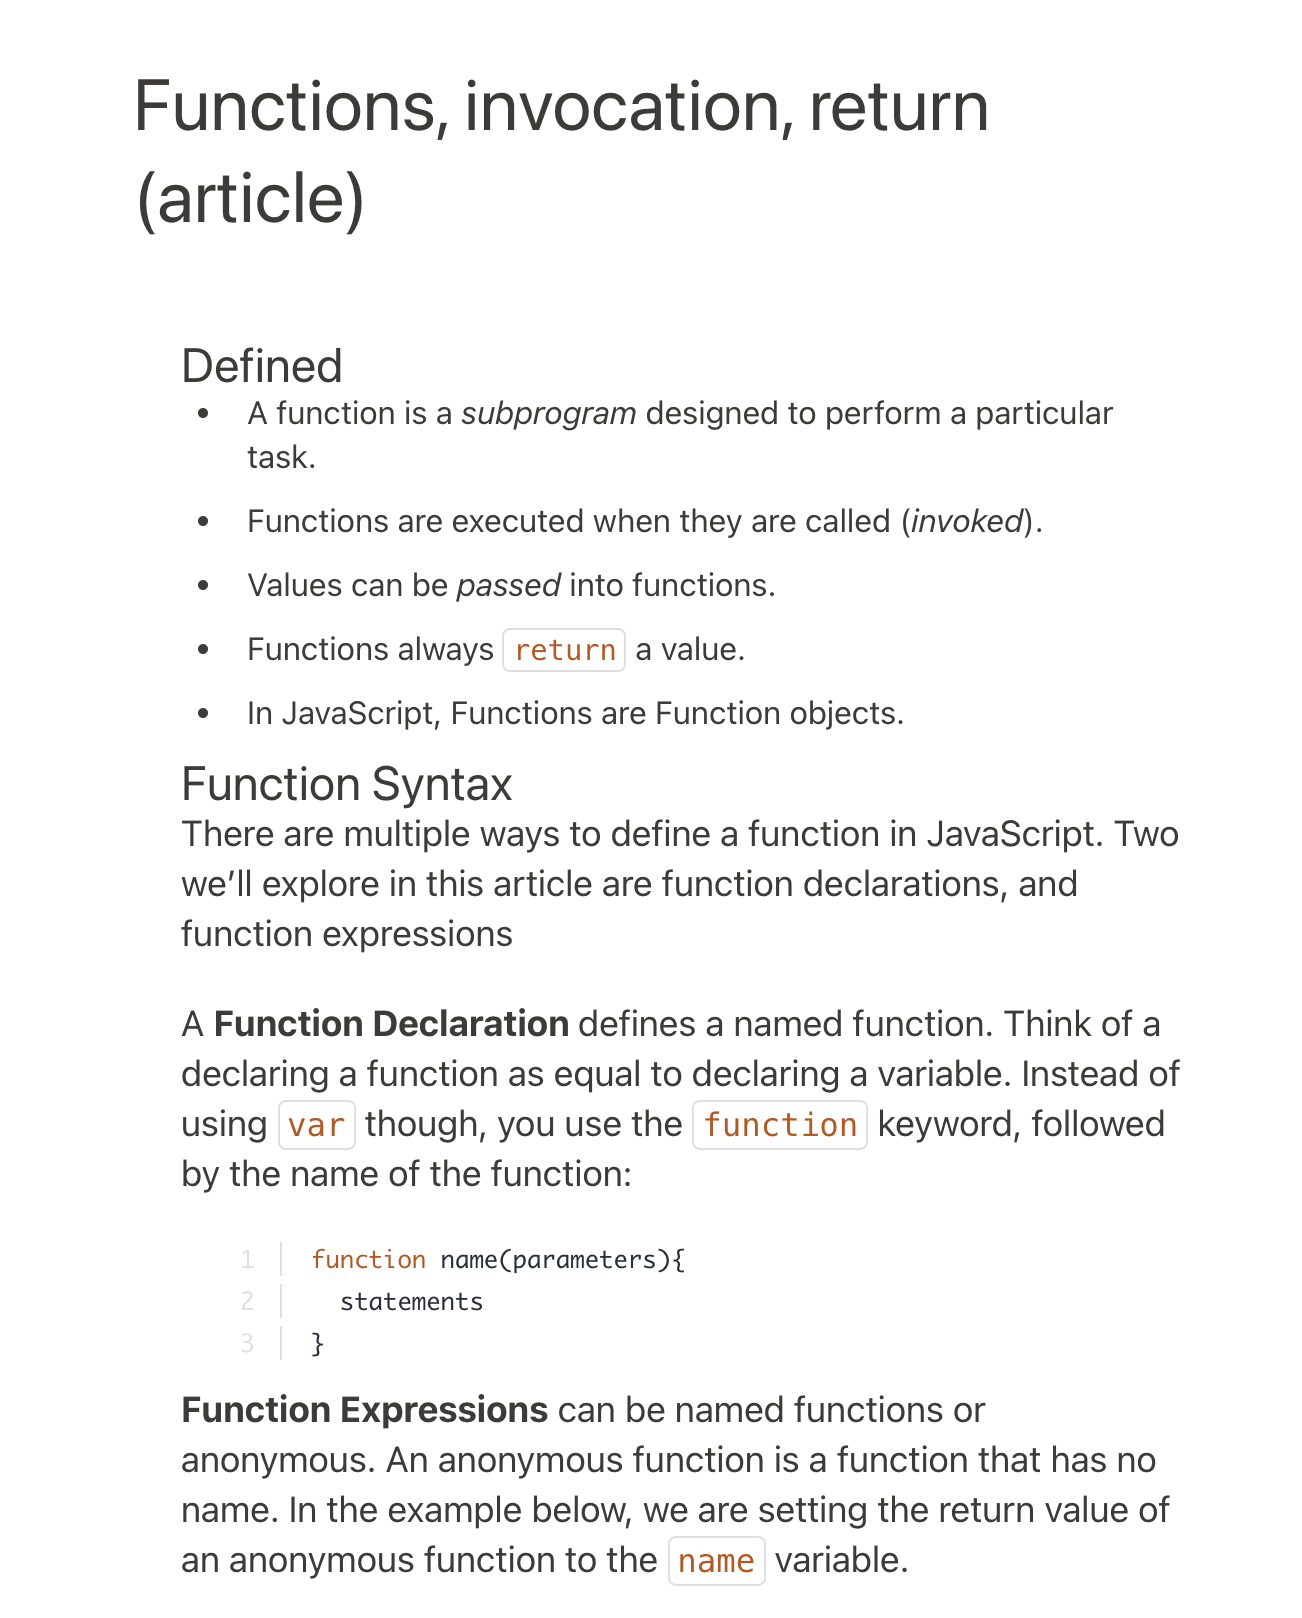 Functions, invocation, return
(article)
Defined
• A function is a subprogram designed to perform a particular
task.
• Functions are executed when they are called (invoked).
• Values can be passed into functions.
• Functions always return a value.
• In JavaScript, Functions are Function objects.
Function Syntax
There are multiple ways to define a function in JavaScript. Two
we’ll explore in this article are function declarations, and
function expressions
A Function Declaration defines a named function. Think of a
declaring a function as equal to declaring a variable. Instead of
using var though, you use the function keyword, followed
by the name of the function:
1 function name(parameters){
2   statements
3 }
Function Expressions can be named functions or
anonymous. An anonymous function is a function that has no
name. In the example below, we are setting the return value of
an anonymous function to the name variable.